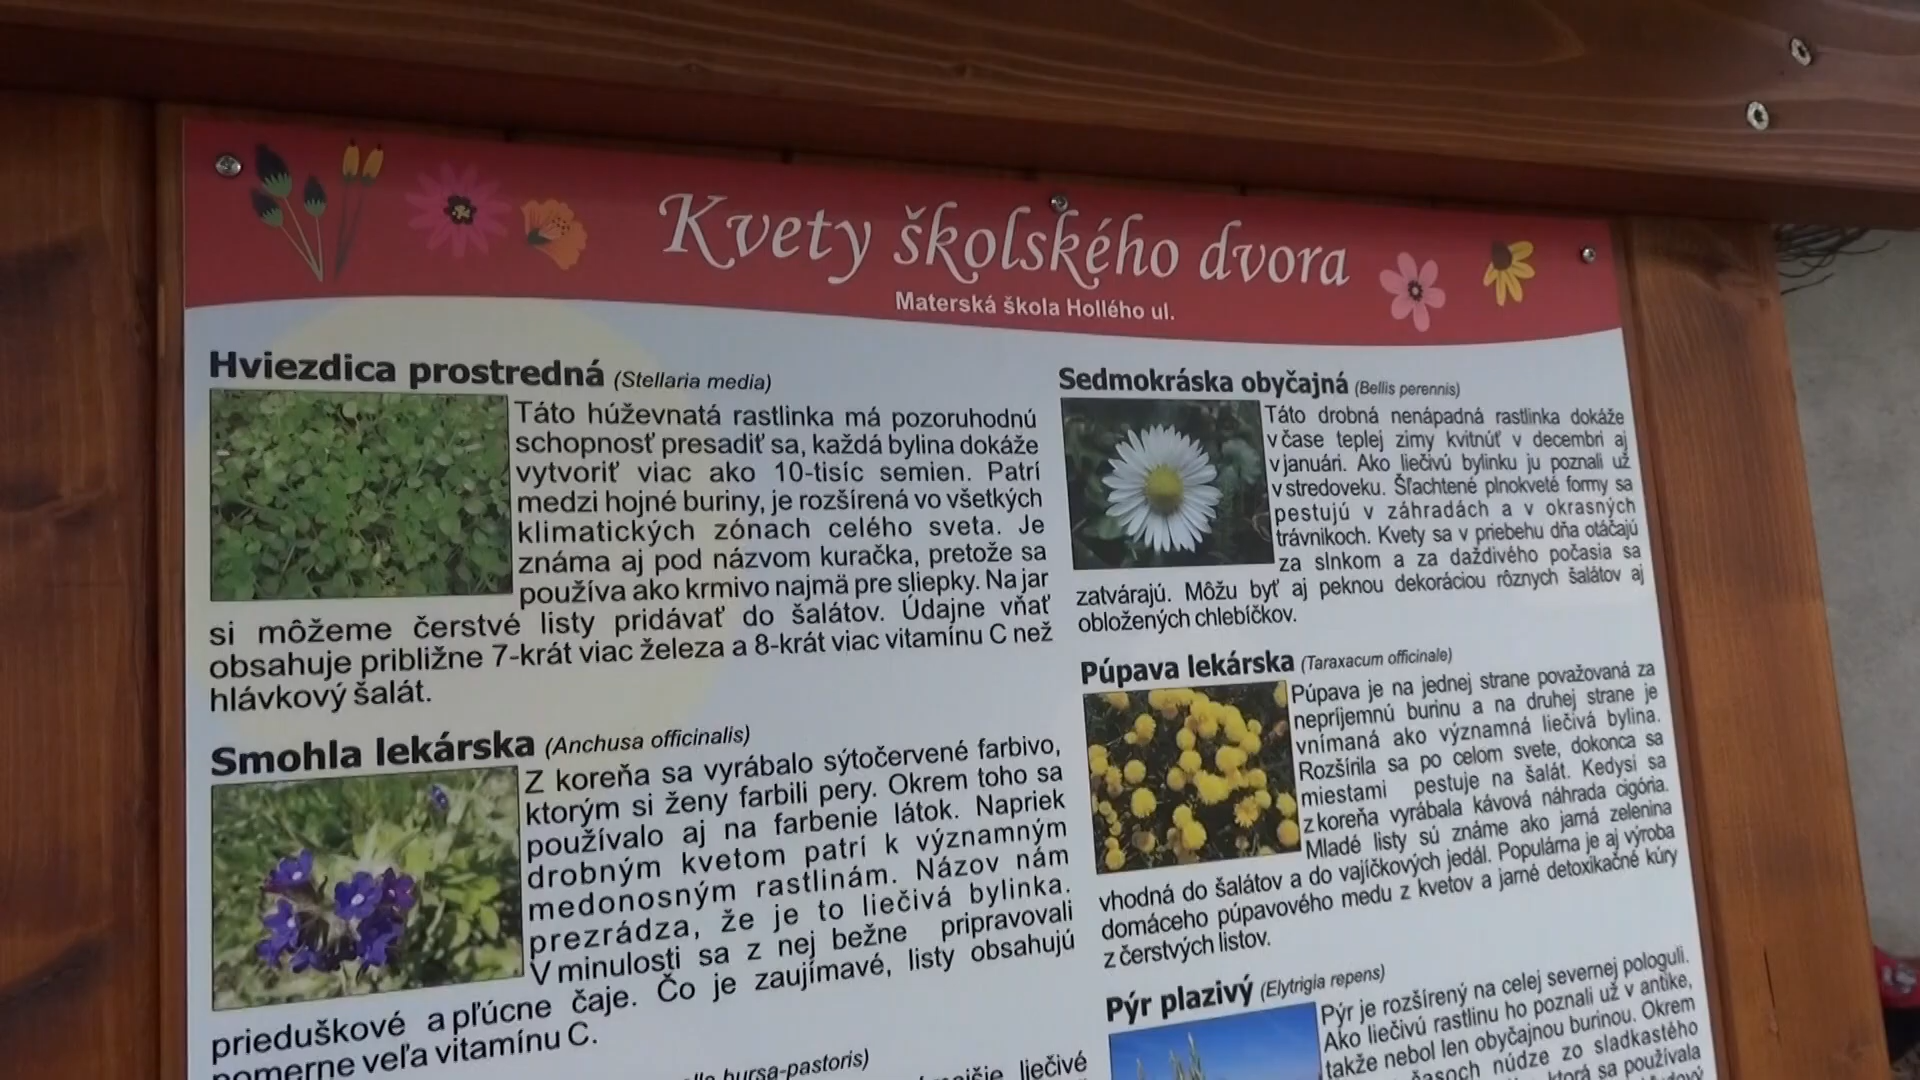 Kvety školského dvora
Materská škola Hollého ul.
Hviezdica prostredná (Stellaria media)
Táto húževnatá rastlinka má pozoruhodnú
schopnosť presadiť sa, každá bylina dokáže
vytvoriť viac ako 10-tisíc semien. Patrí
medzi hojné buriny, je rozšírená vo všetkých
klimatických zónach celého sveta. Je
známa aj pod názvom kuračka, pretože sa
používa ako krmivo najmä pre sliepky. Na jar
si môžeme čerstvé listy pridávať do šalátov. Údajne vňať
obsahuje približne 7-krát viac železa a 8-krát viac vitamínu C než
hlávkový šalát.
Smohla lekárska (Anchusa officinalis)
Z koreňa sa vyrábalo sýtočervené farbivo,
ktorým si ženy farbili pery. Okrem toho sa
používalo aj na farbenie látok. Napriek
drobným kvetom patrí k významným
medonosným rastlinám. Názov nám
prezrádza, že je to liečivá bylinka.
V minulosti sa z nej bežne pripravovali
prieduškové a pľúcne čaje. Čo je zaujímavé, listy obsahujú
pomerne veľa vitamínu C.
bursa-pastoris)
liečivé
Sedmokráska obyčajná (Bellis perennis)
Táto drobná nenápadná rastlinka dokáže
v čase teplej zimy kvitnúť v decembri aj
v januári. Ako liečivú bylinku ju poznali už
v stredoveku. Šľachtené plnokveté formy sa
pestujú v záhradách a v okrasných
trávnikoch. Kvety sa v priebehu dňa otáčajú
za slnkom a za daždivého počasia sa
zatvárajú. Môžu byť aj peknou dekoráciou rôznych šalátov aj
obložených chlebíčkov.
Púpava lekárska (Taraxacum officinale)
Púpava je na jednej strane považovaná za
nepríjemnú burinu a na druhej strane je
vnímaná ako významná liečivá bylina.
Rozšírila sa po celom svete, dokonca sa
miestami pestuje na šalát. Kedysi sa
z koreňa vyrábala kávová náhrada cigória.
Mladé listy sú známe ako jarná zelenina
vhodná do šalátov a do vajíčkových jedál. Populárna je aj výroba
domáceho púpavového medu z kvetov a jarné detoxikačné kúry
z čerstvých listov.
Pýr plazivý (Elytrigia repens)
Pýr je rozšírený na celej severnej pologuli.
Ako liečivú rastlinu ho poznali už v antike,
takže nebol len obyčajnou burinou. Okrem
časoch núdze zo sladkastého
ktorá sa používala